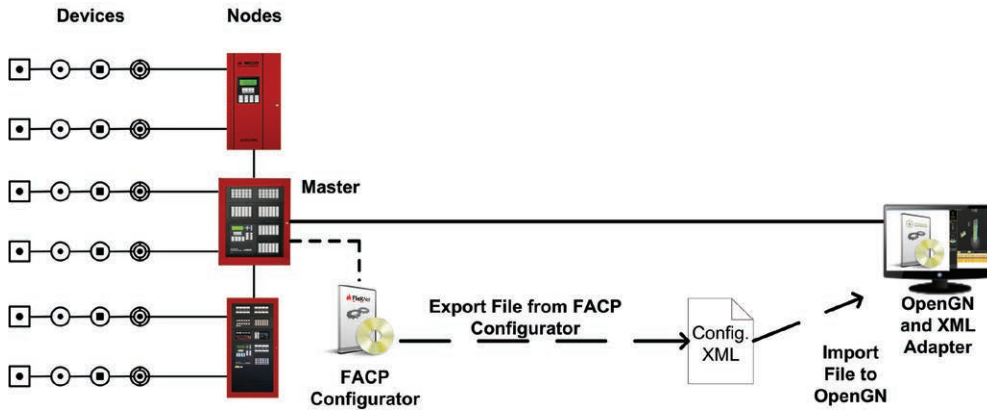 Devices
Nodes
Master
Export File from FACP
Configurator
FACP
Configurator
Config.
XML
Import
File to
OpenGN
OpenGN
and XML
Adapter